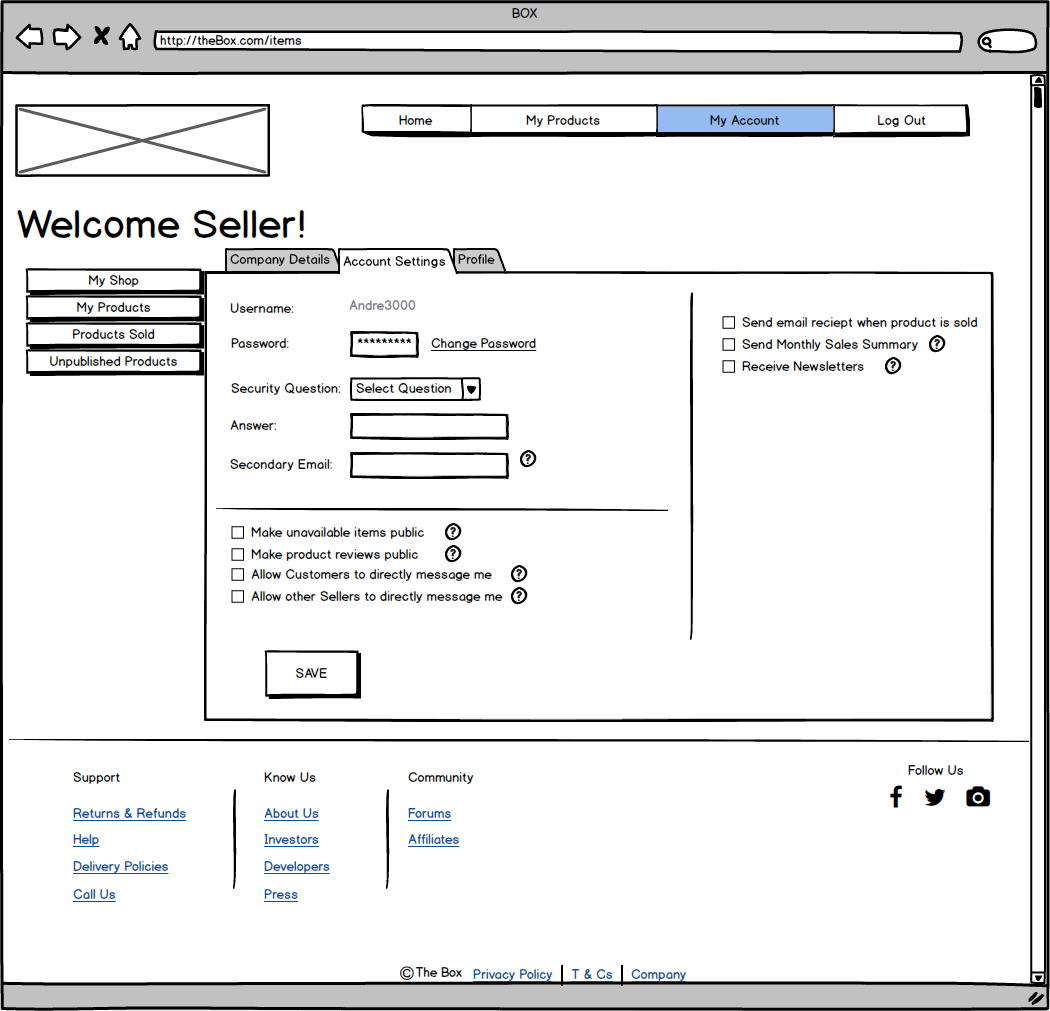 BOX
http://theBox.com/items
Home My Products My Account Log Out
Welcome Seller!
Company Details Account Settings Profile
My Shop
My Products
Products Sold
Unpublished Products
Username: Andre3000
Password: ********* Change Password
Security Question: Select Question
Answer:
Secondary Email: ?
Make unavailable items public ?
Make product reviews public ?
Allow Customers to directly message me ?
Allow other Sellers to directly message me ?
SAVE
Send email reciept when product is sold
Send Monthly Sales Summary ?
Receive Newsletters ?
Support
Returns & Refunds
Help
Delivery Policies
Call Us
Know Us
About Us
Investors
Developers
Press
Community
Forums
Affiliates
Follow Us
©The Box Privacy Policy T & Cs Company